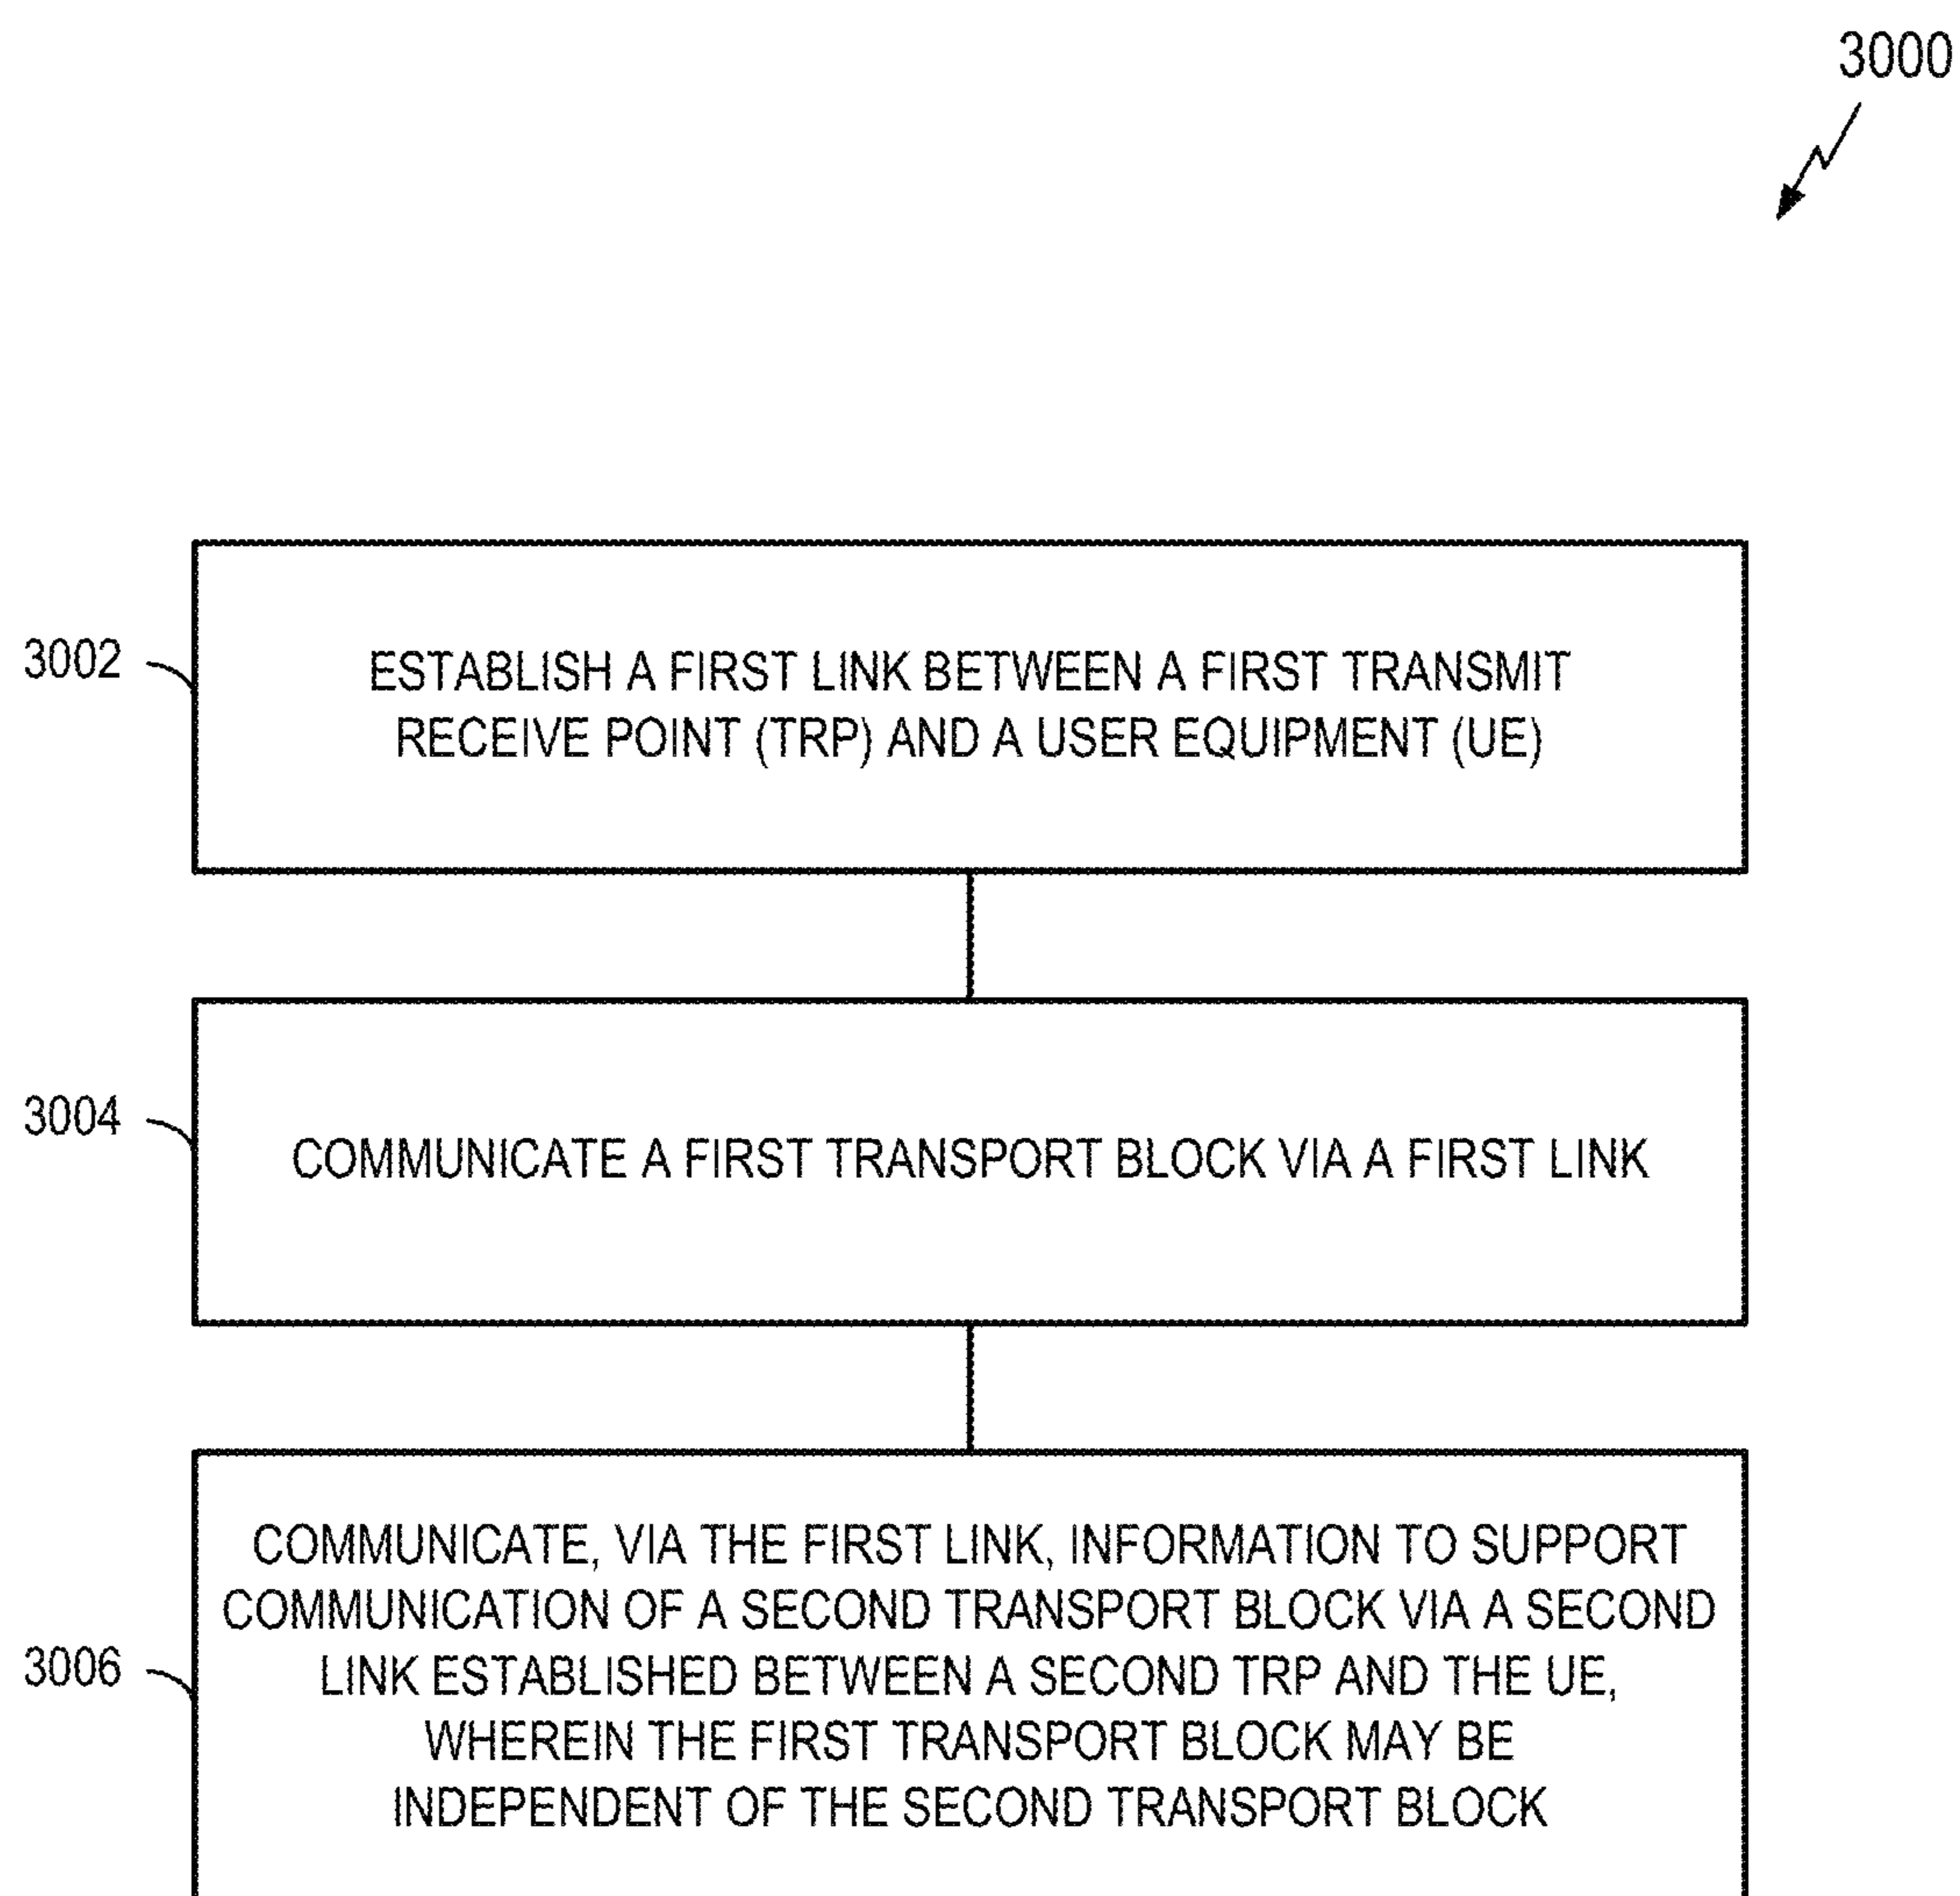 3000
3002
ESTABLISH A FIRST LINK BETWEEN A FIRST TRANSMIT
RECEIVE POINT (TRP) AND A USER EQUIPMENT (UE)
3004
COMMUNICATE A FIRST TRANSPORT BLOCK VIA A FIRST LINK
3006
COMMUNICATE, VIA THE FIRST LINK, INFORMATION TO SUPPORT
COMMUNICATION OF A SECOND TRANSPORT BLOCK VIA A SECOND
LINK ESTABLISHED BETWEEN A SECOND TRP AND THE UE,
WHEREIN THE FIRST TRANSPORT BLOCK MAY BE
INDEPENDENT OF THE SECOND TRANSPORT BLOCK